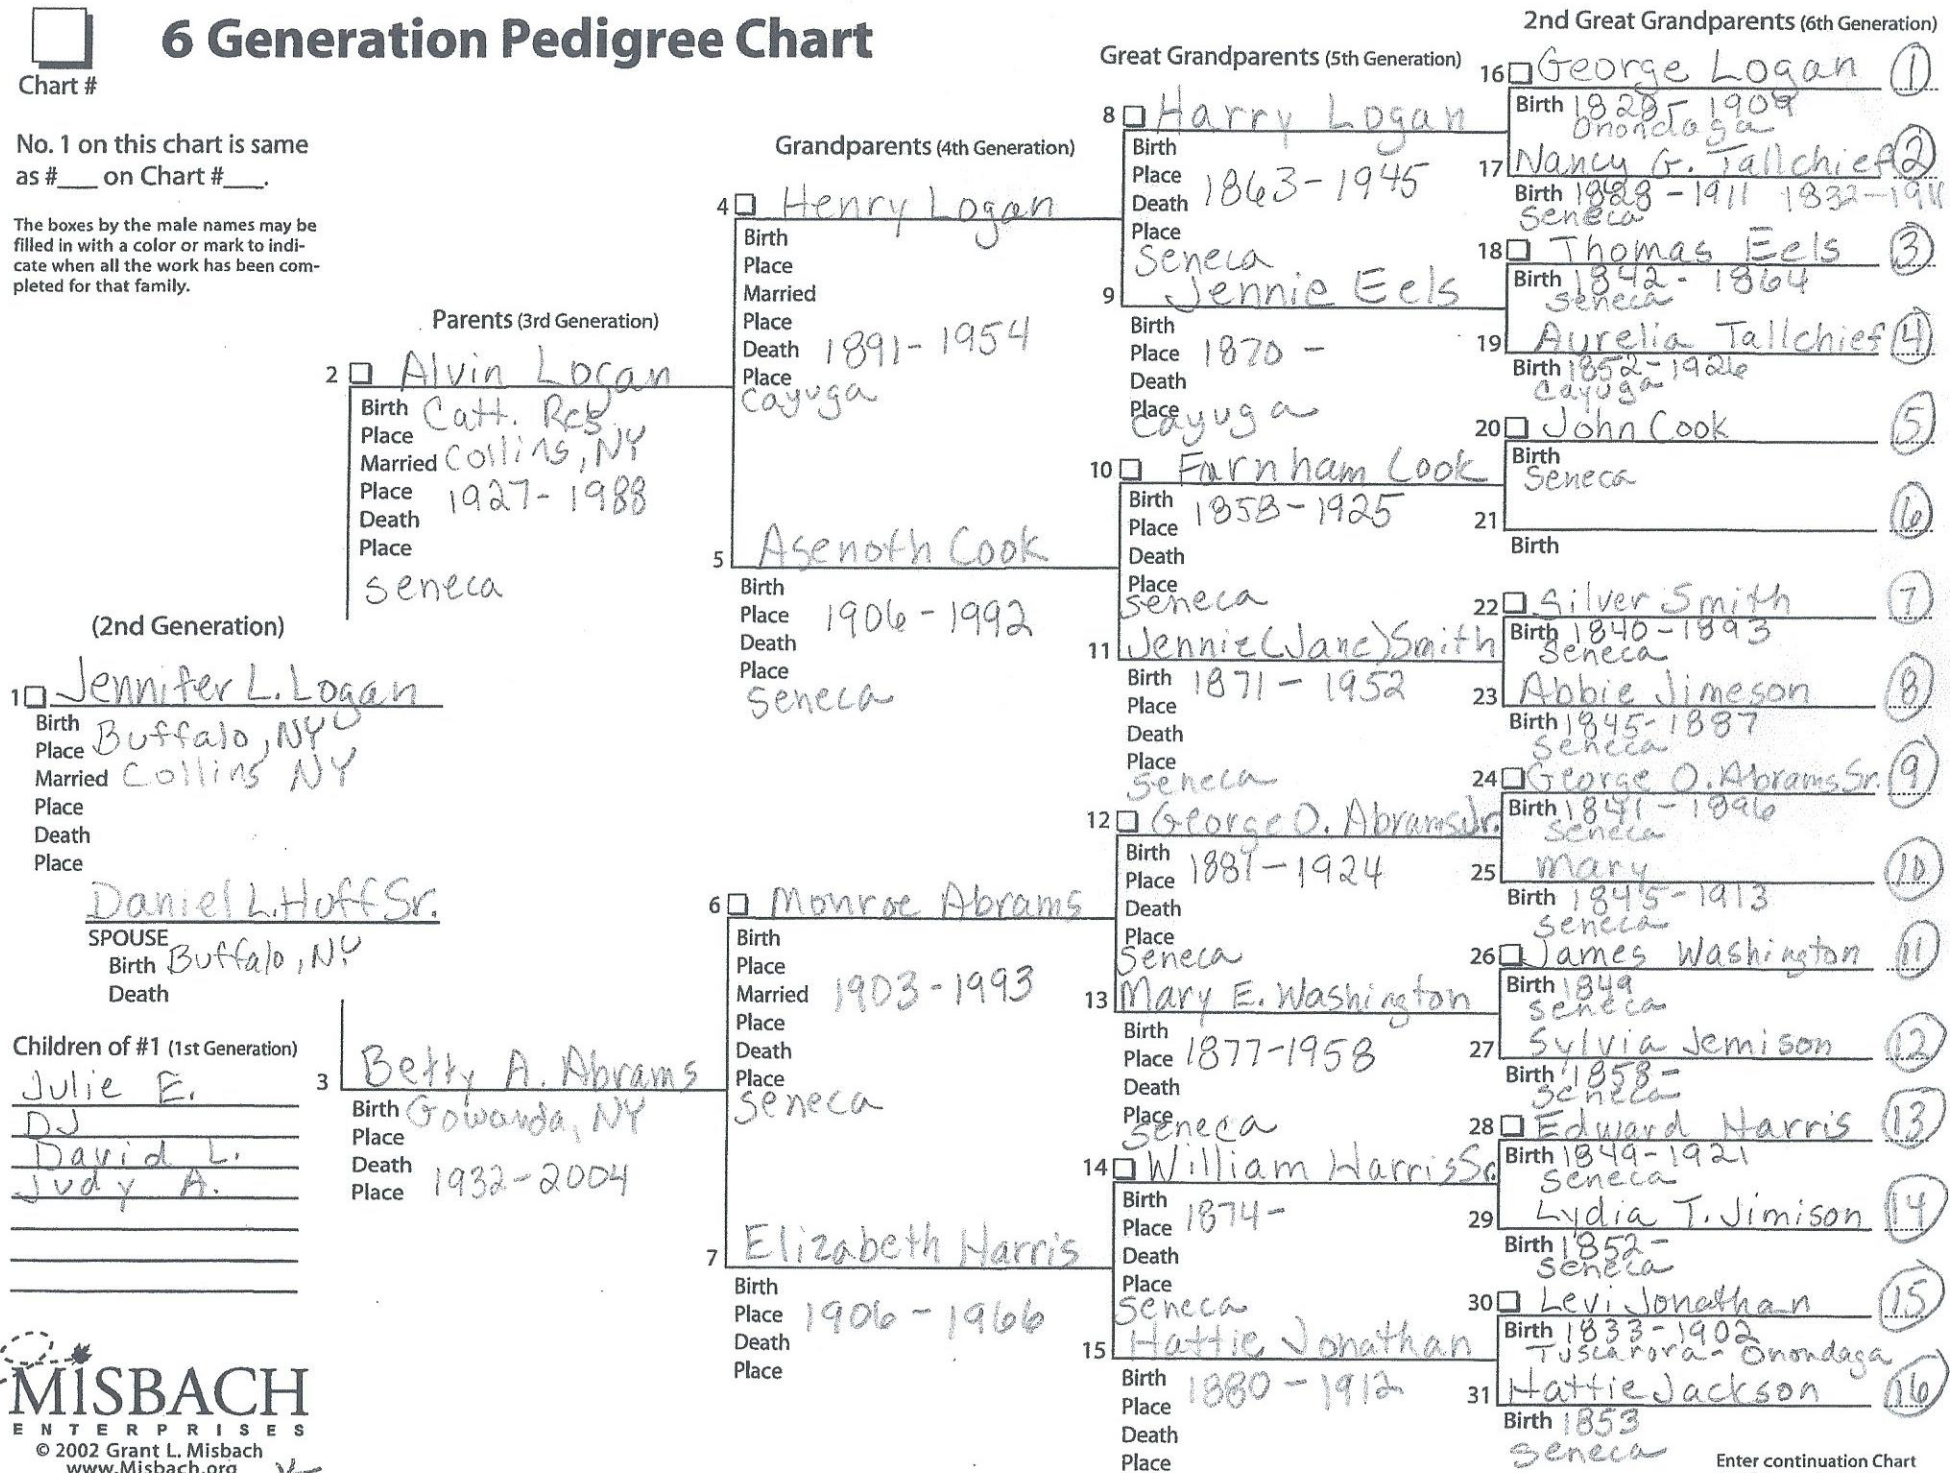 6 Generation Pedigree Chart
Chart #
No. 1 on this chart is same
as #___ on Chart #___.
The boxes by the male names may be
filled in with a color or mark to indi-
cate when all the work has been com-
pleted for that family.
(2nd Generation)
1 Jennifer L. Logan
Birth
Place Buffalo, NY
Married Collins NY
Place
Death
Place
Daniel L. Hoff Sr.
SPOUSE
Birth Buffalo, NY
Death
Children of #1 (1st Generation)
Julie E.
DJ
David L.
Judy A.
MISBACH
ENTERPRISES
© 2002 Grant L. Misbach
www.Misbach.org
Parents (3rd Generation)
2 Alvin Logan
Birth Catt. Res.
Place
Married Collins, NY
Place 1927-1988
Death
Place
Seneca
3 Betty A. Abrams
Birth Gowanda, NY
Place
Death
Place 1932-2004
Grandparents (4th Generation)
4 Henry Logan
Birth
Place
Married
Place
Death 1891-1954
Place
Cayuga
5 Asenoth Cook
Birth
Place 1906-1992
Death
Place
Seneca
6 Monroe Abrams
Birth
Place
Married 1903-1993
Place
Death
Place
Seneca
7 Elizabeth Harris
Birth
Place 1906-1966
Death
Place
Great Grandparents (5th Generation)
8 Harry Logan
Birth
Place 1863-1945
Death
Place
Seneca
9 Jennie Eels
Birth
Place 1870 -
Death
Place
Cayuga
10 Farnham Cook
Birth 1858-1925
Place
Death
Place
Seneca
11 Jennie (Jane) Smith
Birth 1871-1952
Place
Death
Place
Seneca
12 George O. Abrams Jr.
Birth
Place 1881-1924
Death
Place
Seneca
13 Mary E. Washington
Birth
Place 1877-1958
Death
Place
Seneca
14 William Harris Sr.
Birth
Place 1874-
Death
Place
Seneca
15 Hattie Jonathan
Birth 1880-1912
Place
Death
Place
2nd Great Grandparents (6th Generation)
16 George Logan 1
Birth 1828-1909
Onondaga
17 Nancy G. Tallchief 2
Birth 1828-1911 1832-1911
Seneca
18 Thomas Eels 3
Birth 1842-1864
Seneca
19 Aurelia Tallchief 4
Birth 1852-1926
Cayuga
20 John Cook 5
Birth
Seneca
21 6
Birth
22 Silver Smith 7
Birth 1840-1893
Seneca
23 Abbie Jimeson 8
Birth 1845-1887
Seneca
24 George O. Abrams Sr. 9
Birth 1841-1896
Seneca
25 Mary 10
Birth 1845-1913
Seneca
26 James Washington 11
Birth 1849
Seneca
27 Sylvia Jemison 12
Birth 1858-
Seneca
28 Edward Harris 13
Birth 1849-1921
Seneca
29 Lydia T. Jimison 14
Birth 1852-
Seneca
30 Levi Jonathan 15
Birth 1833-1902
Tuscarora-Onondaga
31 Hattie Jackson 16
Birth 1853
Seneca
Enter continuation Chart